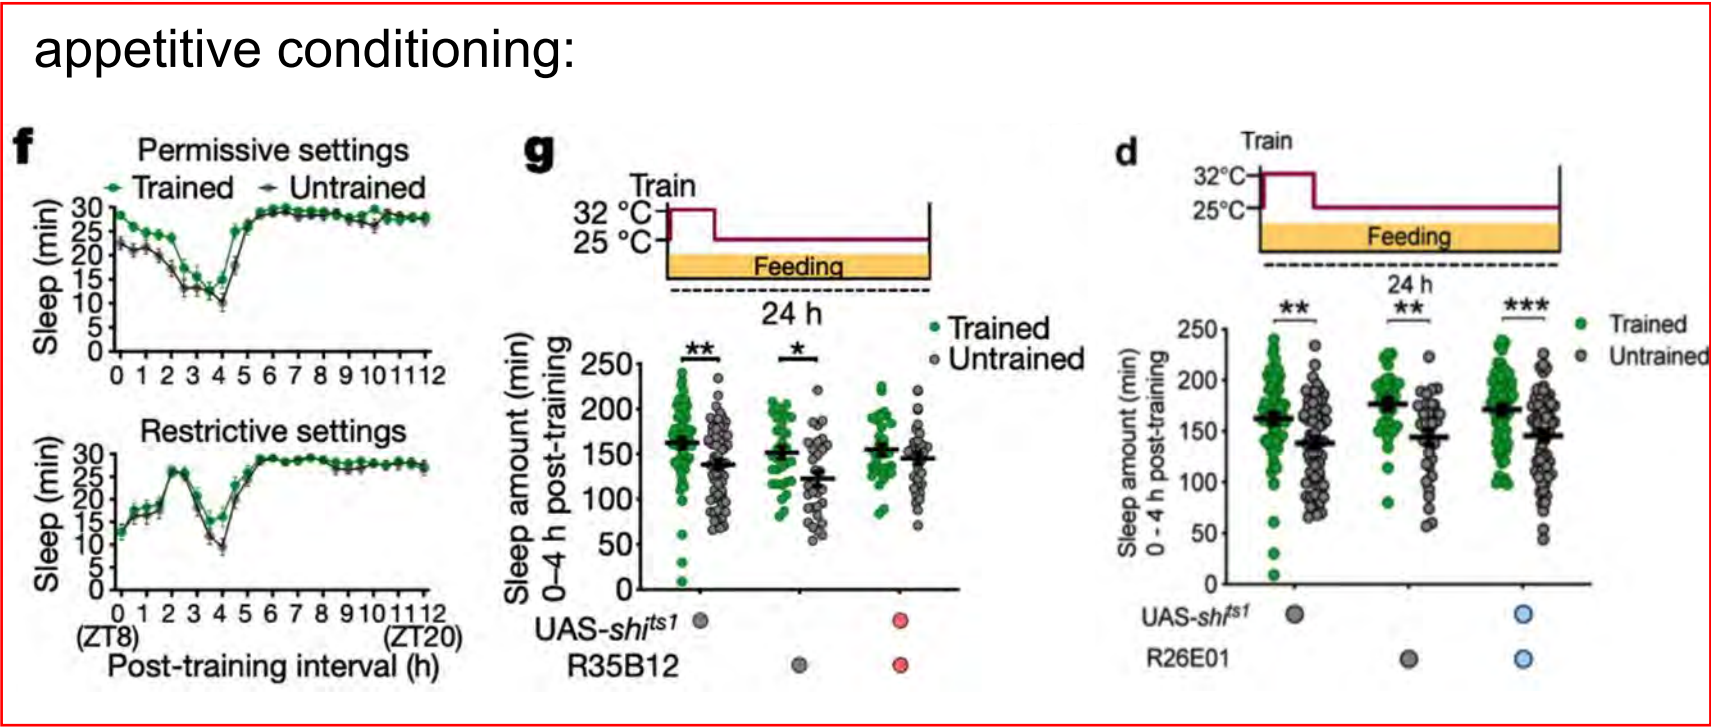 appetitive conditioning:
f
Permissive settings
Trained Untrained
Sleep (min)
30
25
20
15
10
5
0
0 1 2 3 4 5 6 7 8 9 10 11 12
Restrictive settings
Sleep (min)
30
25
20
15
10
5
0
0 1 2 3 4 5 6 7 8 9 10 11 12
(ZT8) (ZT20)
Post-training interval (h)
g
Train
32 °C
25 °C
Feeding
24 h
Trained
Untrained
** *
Sleep amount (min)
0–4 h post-training
250
200
150
100
50
0
UAS-shi^ts1
R35B12
d
Train
32°C
25°C
Feeding
24 h
** ** ***
Trained
Untrained
Sleep amount (min)
0 - 4 h post-training
250
200
150
100
50
0
UAS-shi^ts1
R26E01